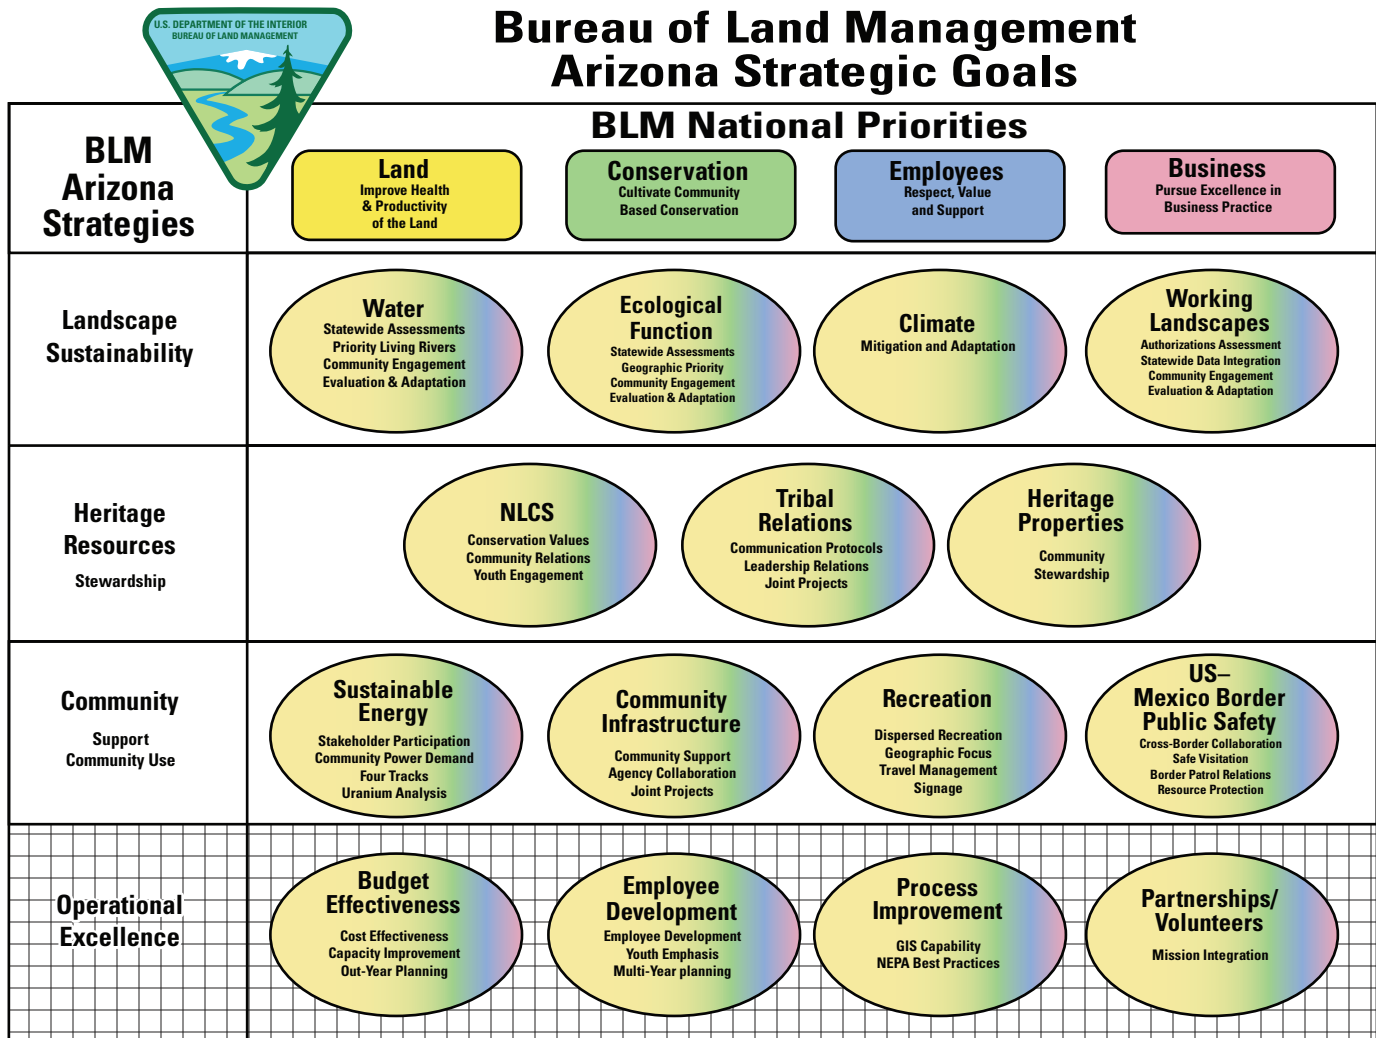 U.S. DEPARTMENT OF THE INTERIOR
BUREAU OF LAND MANAGEMENT
Bureau of Land Management
Arizona Strategic Goals
BLM
Arizona
Strategies
BLM National Priorities
Land
Improve Health
& Productivity
of the Land
Conservation
Cultivate Community
Based Conservation
Employees
Respect, Value
and Support
Business
Pursue Excellence in
Business Practice
Landscape
Sustainability
Water
Statewide Assessments
Priority Living Rivers
Community Engagement
Evaluation & Adaptation
Ecological
Function
Statewide Assessments
Geographic Priority
Community Engagement
Evaluation & Adaptation
Climate
Mitigation and Adaptation
Working
Landscapes
Authorizations Assessment
Statewide Data Integration
Community Engagement
Evaluation & Adaptation
Heritage
Resources
Stewardship
NLCS
Conservation Values
Community Relations
Youth Engagement
Tribal
Relations
Communication Protocols
Leadership Relations
Joint Projects
Heritage
Properties
Community
Stewardship
Community
Support
Community Use
Sustainable
Energy
Stakeholder Participation
Community Power Demand
Four Tracks
Uranium Analysis
Community
Infrastructure
Community Support
Agency Collaboration
Joint Projects
Recreation
Dispersed Recreation
Geographic Focus
Travel Management
Signage
US–
Mexico Border
Public Safety
Cross-Border Collaboration
Safe Visitation
Border Patrol Relations
Resource Protection
Operational
Excellence
Budget
Effectiveness
Cost Effectiveness
Capacity Improvement
Out-Year Planning
Employee
Development
Employee Development
Youth Emphasis
Multi-Year planning
Process
Improvement
GIS Capability
NEPA Best Practices
Partnerships/
Volunteers
Mission Integration